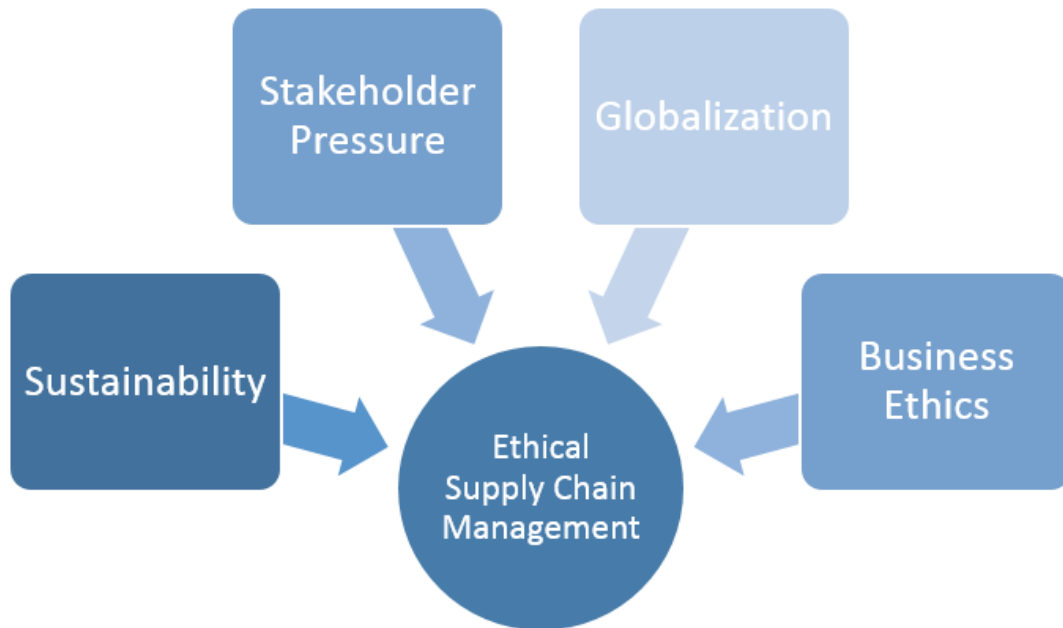 Stakeholder
Pressure
Globalization
Sustainability
Business
Ethics
Ethical
Supply Chain
Management